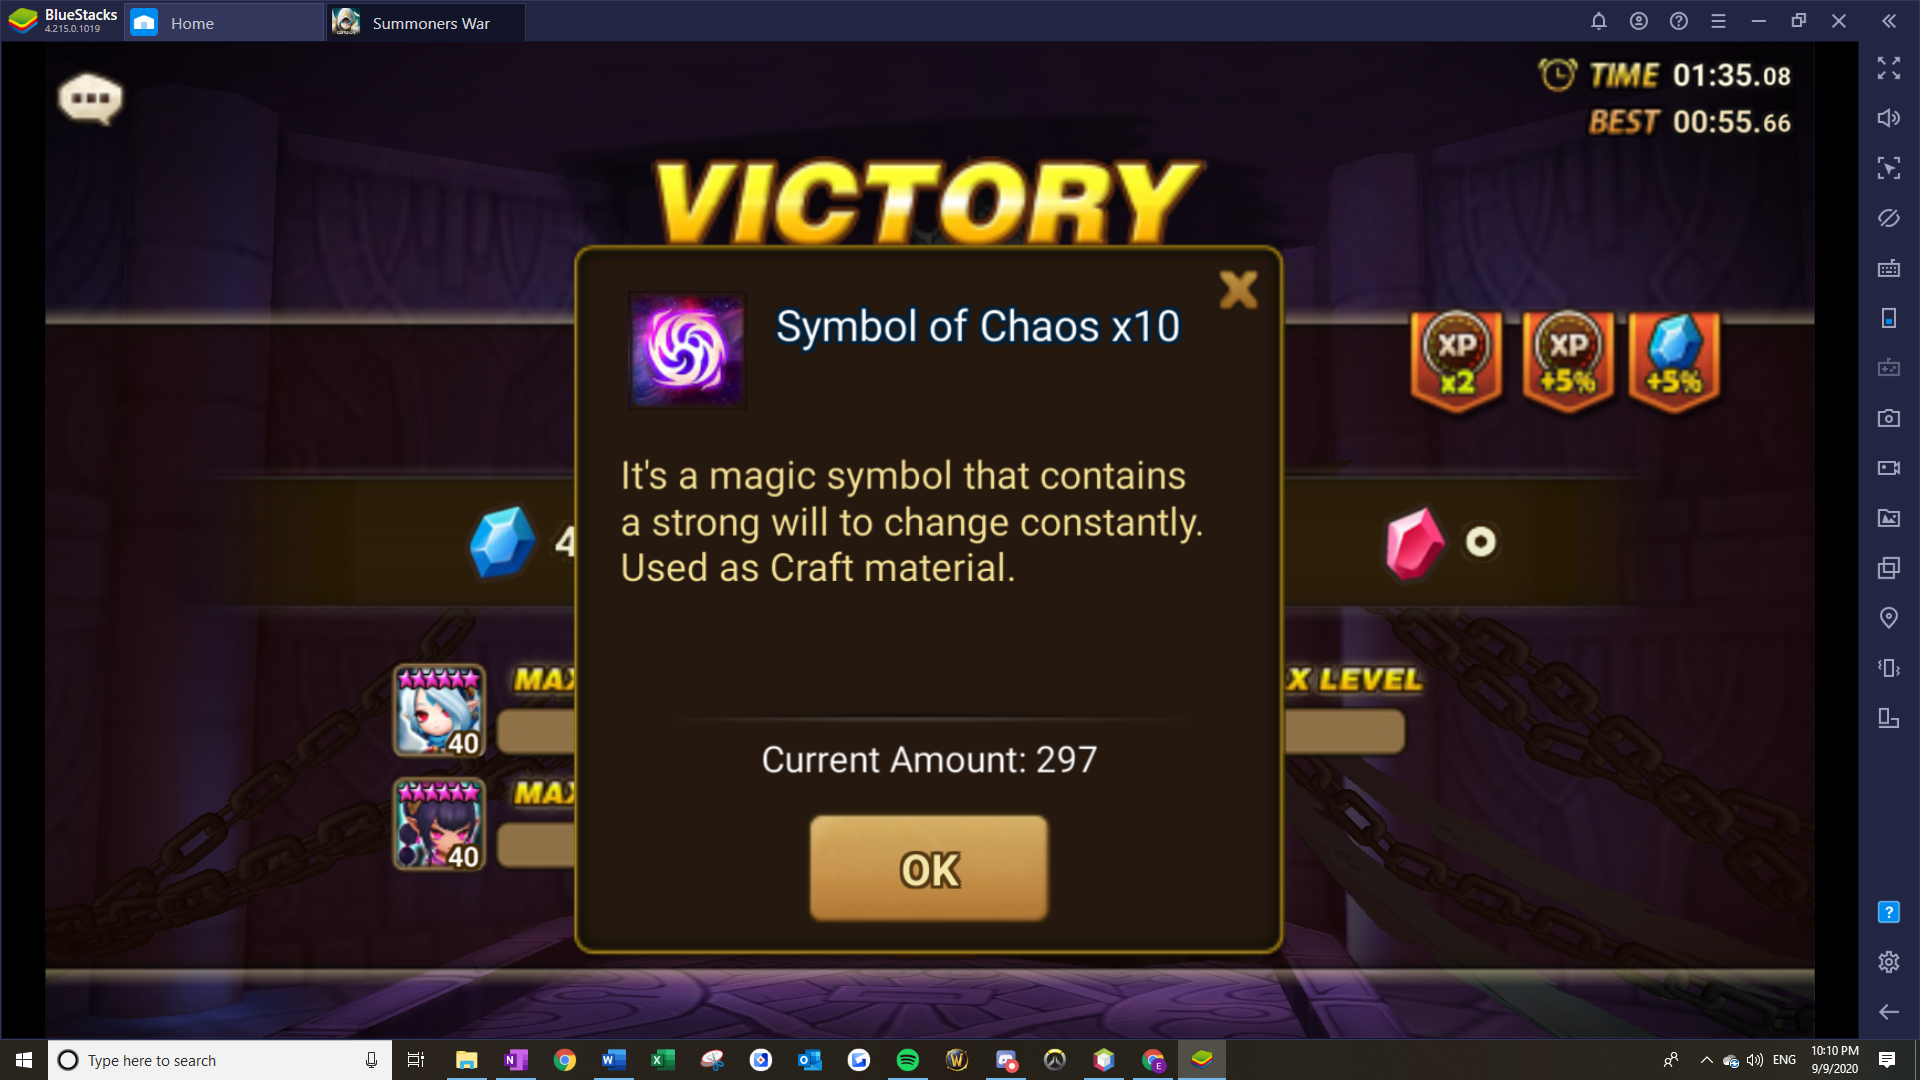 BlueStacks
4.215.0.1019
Home
Summoners War
TIME 01:35.08
BEST 00:55.66
VICTORY
X
Symbol of Chaos x10
XP x2
XP +5%
+5%
It's a magic symbol that contains
a strong will to change constantly.
Used as Craft material.
4
0
MAX
X LEVEL
40
MAX
40
Current Amount: 297
OK
Type here to search
ENG
10:10 PM
9/9/2020